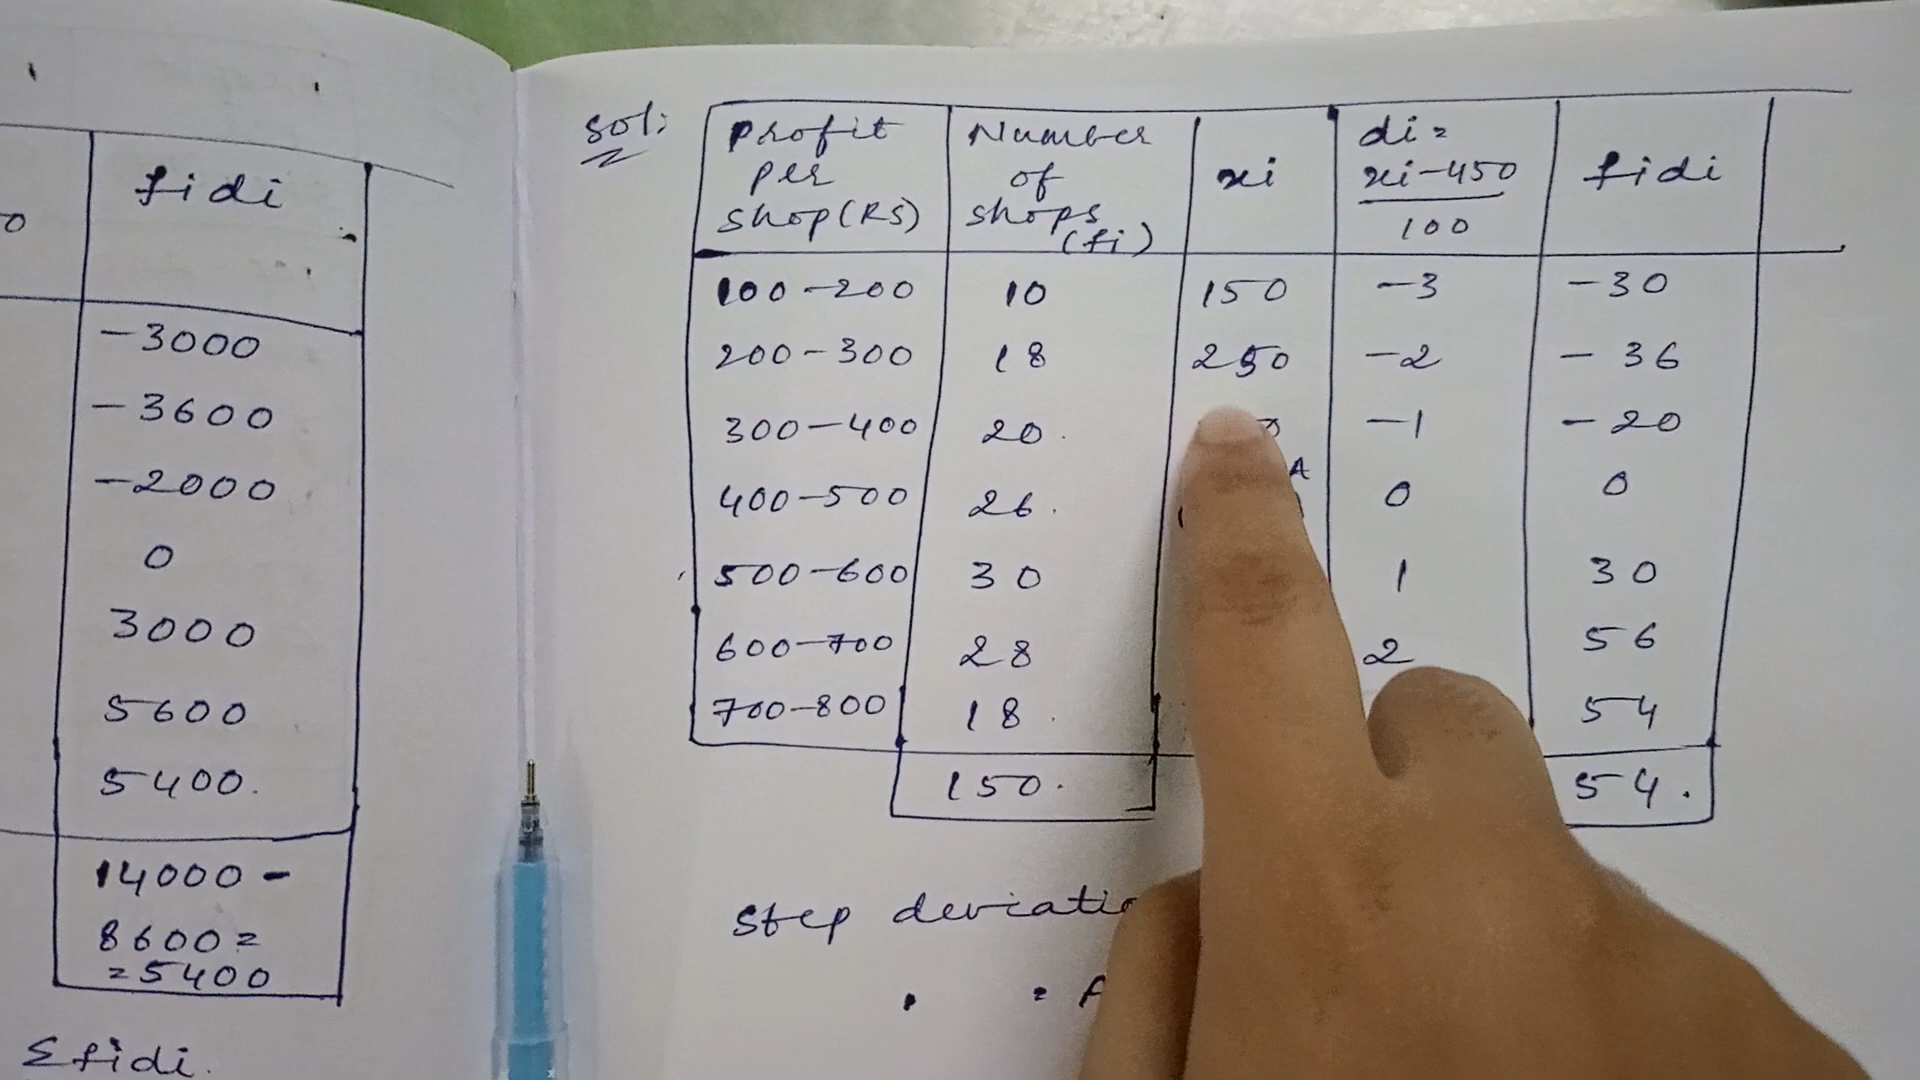 fidi
0
-3000
-3600
-2000
0
3000
5600
5400.
14000 -
8600 =
= 5400
Σfidi.
Sol:
Profit per shop (RS)
Number of shops (fi)
xi
di = xi-450 / 100
fidi
100-200 10 150 -3 -30
200-300 18 250 -2 -36
300-400 20. -1 -20
400-500 26. A 0 0
500-600 30 1 30
600-700 28 2 56
700-800 18. 54
150. 54.
Step
= A